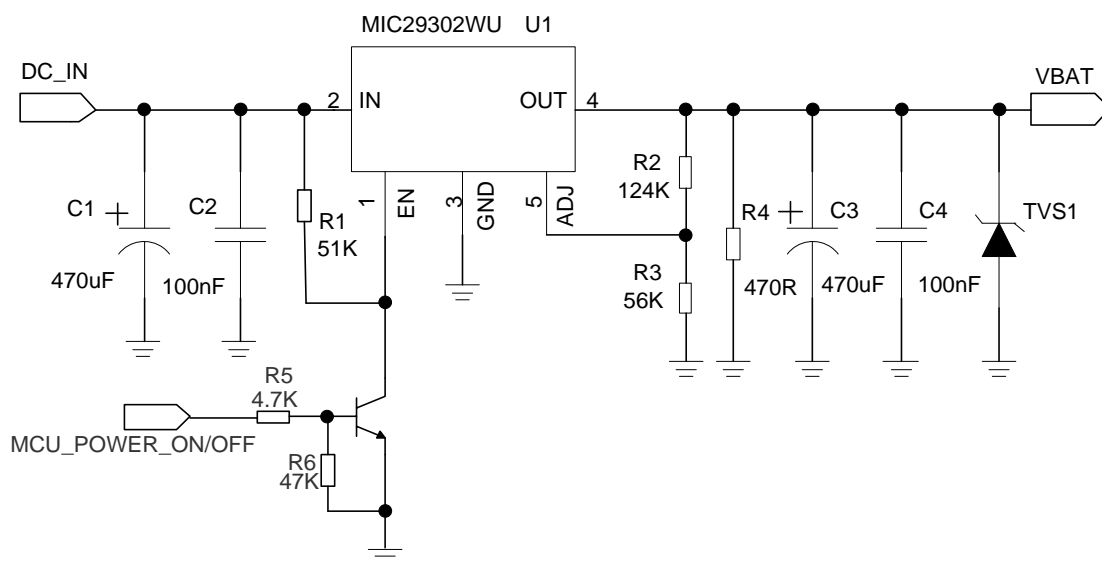 MIC29302WU U1
DC_IN
VBAT
2 IN
OUT 4
1
EN
3
GND
5
ADJ
C1 +
470uF
C2
100nF
R1
51K
R2
124K
R3
56K
R4
470R
+ C3
470uF
C4
100nF
TVS1
R5
4.7K
MCU_POWER_ON/OFF
R6
47K